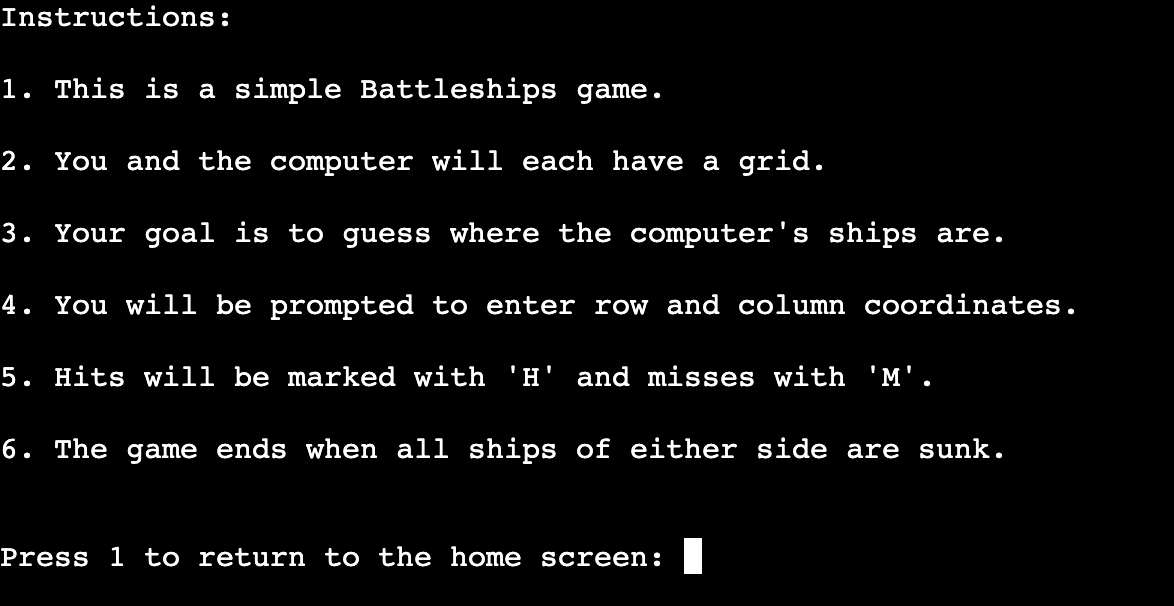 Instructions:
1. This is a simple Battleships game.
2. You and the computer will each have a grid.
3. Your goal is to guess where the computer's ships are.
4. You will be prompted to enter row and column coordinates.
5. Hits will be marked with 'H' and misses with 'M'.
6. The game ends when all ships of either side are sunk.
Press 1 to return to the home screen: